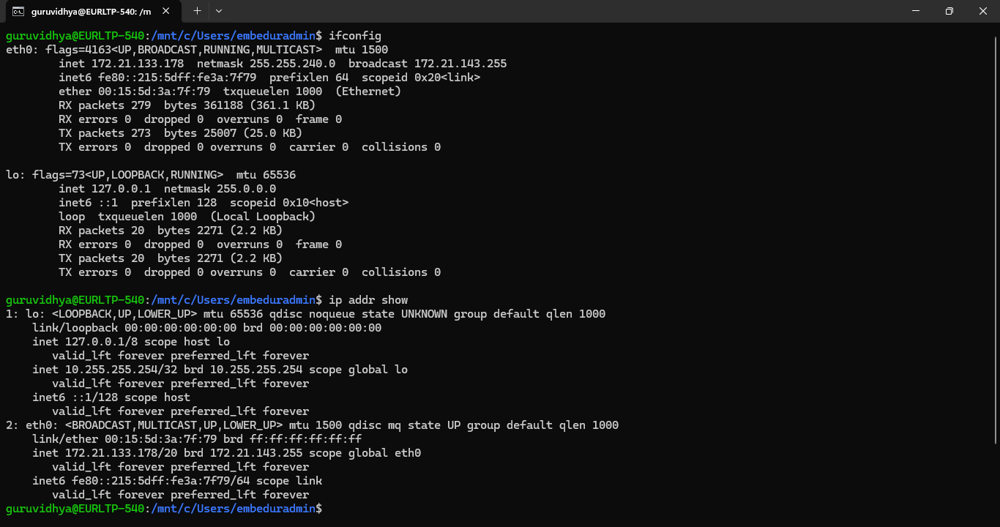 guruvidhya@EURLTP-540: /m
guruvidhya@EURLTP-540:/mnt/c/Users/embeduradmin$ ifconfig
eth0: flags=4163<UP,BROADCAST,RUNNING,MULTICAST>  mtu 1500
        inet 172.21.133.178  netmask 255.255.240.0  broadcast 172.21.143.255
        inet6 fe80::215:5dff:fe3a:7f79  prefixlen 64  scopeid 0x20<link>
        ether 00:15:5d:3a:7f:79  txqueuelen 1000  (Ethernet)
        RX packets 279  bytes 361188 (361.1 KB)
        RX errors 0  dropped 0  overruns 0  frame 0
        TX packets 273  bytes 25007 (25.0 KB)
        TX errors 0  dropped 0 overruns 0  carrier 0  collisions 0

lo: flags=73<UP,LOOPBACK,RUNNING>  mtu 65536
        inet 127.0.0.1  netmask 255.0.0.0
        inet6 ::1  prefixlen 128  scopeid 0x10<host>
        loop  txqueuelen 1000  (Local Loopback)
        RX packets 20  bytes 2271 (2.2 KB)
        RX errors 0  dropped 0  overruns 0  frame 0
        TX packets 20  bytes 2271 (2.2 KB)
        TX errors 0  dropped 0 overruns 0  carrier 0  collisions 0

guruvidhya@EURLTP-540:/mnt/c/Users/embeduradmin$ ip addr show
1: lo: <LOOPBACK,UP,LOWER_UP> mtu 65536 qdisc noqueue state UNKNOWN group default qlen 1000
    link/loopback 00:00:00:00:00:00 brd 00:00:00:00:00:00
    inet 127.0.0.1/8 scope host lo
       valid_lft forever preferred_lft forever
    inet 10.255.255.254/32 brd 10.255.255.254 scope global lo
       valid_lft forever preferred_lft forever
    inet6 ::1/128 scope host
       valid_lft forever preferred_lft forever
2: eth0: <BROADCAST,MULTICAST,UP,LOWER_UP> mtu 1500 qdisc mq state UP group default qlen 1000
    link/ether 00:15:5d:3a:7f:79 brd ff:ff:ff:ff:ff:ff
    inet 172.21.133.178/20 brd 172.21.143.255 scope global eth0
       valid_lft forever preferred_lft forever
    inet6 fe80::215:5dff:fe3a:7f79/64 scope link
       valid_lft forever preferred_lft forever
guruvidhya@EURLTP-540:/mnt/c/Users/embeduradmin$